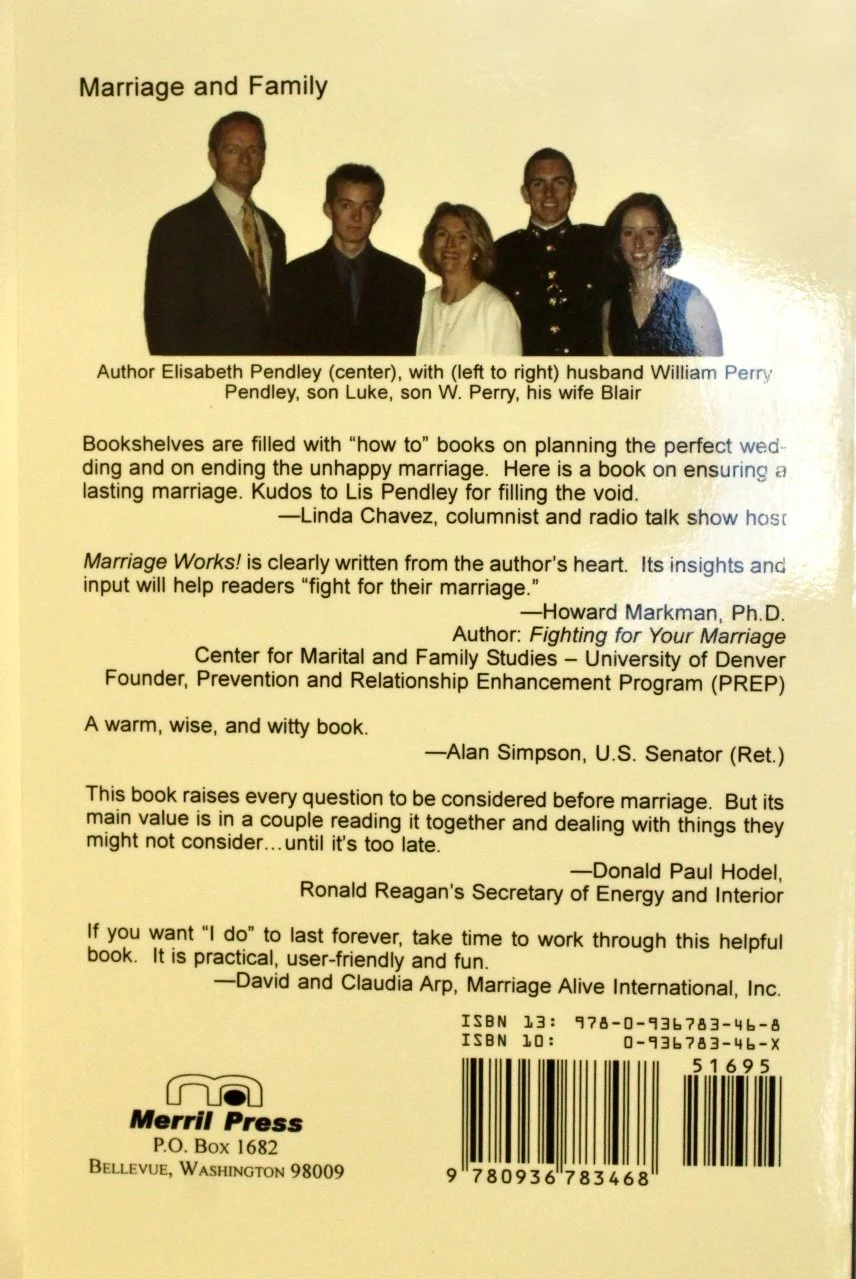 Marriage and Family
Author Elisabeth Pendley (center), with (left to right) husband William Perry
Pendley, son Luke, son W. Perry, his wife Blair
Bookshelves are filled with “how to” books on planning the perfect wed-
ding and on ending the unhappy marriage. Here is a book on ensuring a
lasting marriage. Kudos to Lis Pendley for filling the void.
—Linda Chavez, columnist and radio talk show host
Marriage Works! is clearly written from the author’s heart. Its insights and
input will help readers “fight for their marriage.”
—Howard Markman, Ph.D.
Author: Fighting for Your Marriage
Center for Marital and Family Studies – University of Denver
Founder, Prevention and Relationship Enhancement Program (PREP)
A warm, wise, and witty book.
—Alan Simpson, U.S. Senator (Ret.)
This book raises every question to be considered before marriage. But its
main value is in a couple reading it together and dealing with things they
might not consider…until it’s too late.
—Donald Paul Hodel,
Ronald Reagan’s Secretary of Energy and Interior
If you want “I do” to last forever, take time to work through this helpful
book. It is practical, user-friendly and fun.
—David and Claudia Arp, Marriage Alive International, Inc.
ISBN 13: 978-0-936783-46-8
ISBN 10: 0-936783-46-X
51695
9 780936 783468
Merril Press
P.O. Box 1682
Bellevue, Washington 98009